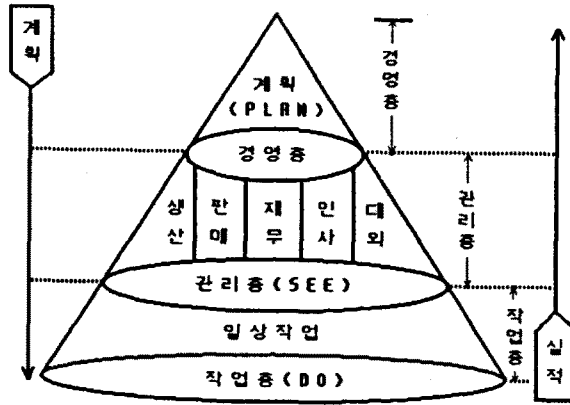 계획
계획
(PLAN)
경영층
경영층
생산
판매
재무
인사
대외
관리층
관리층(SEE)
일상작업
작업층
작업층(DO)
실적